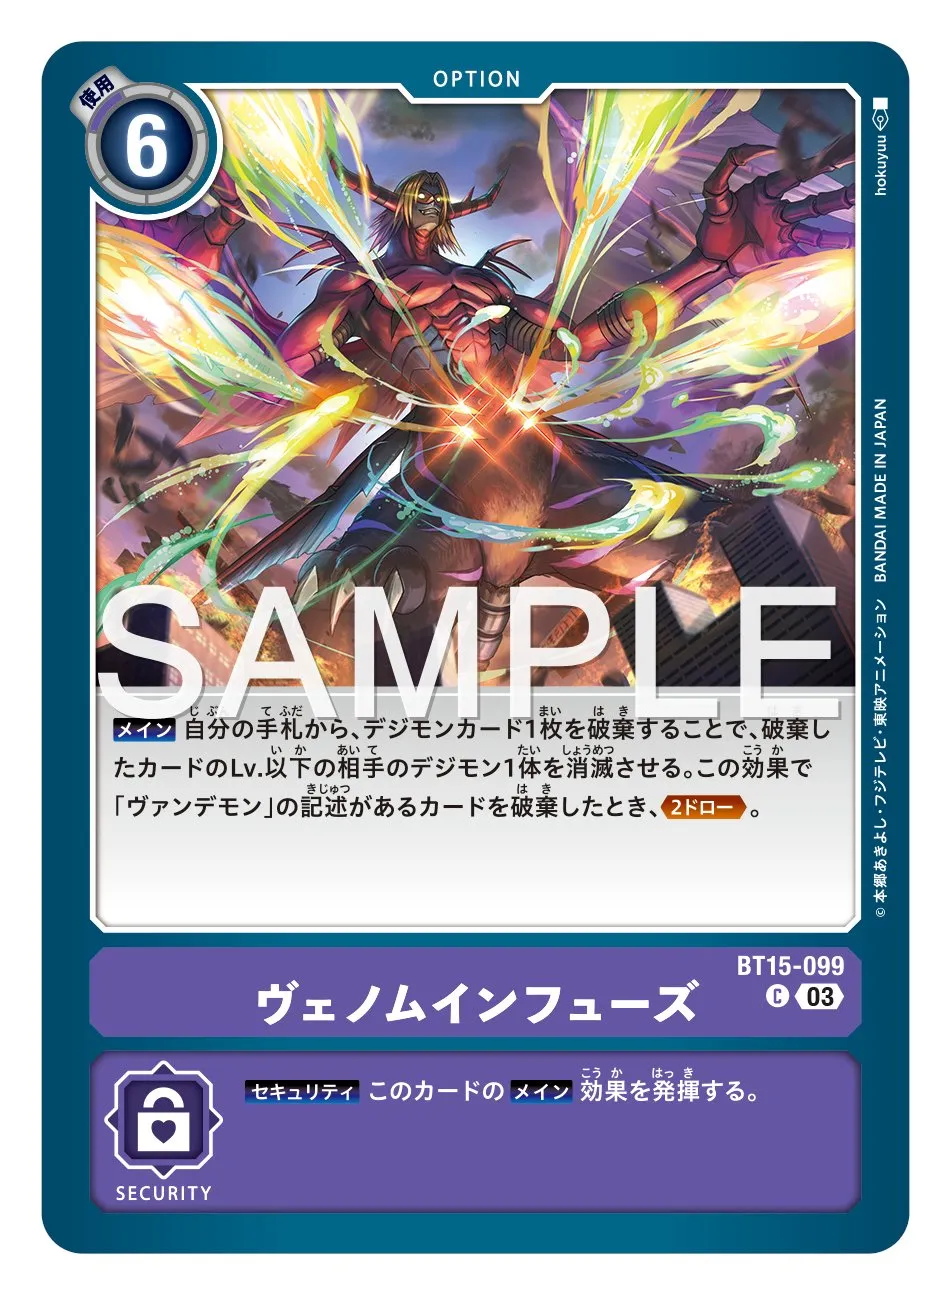 OPTION
使用
6
hokuyuu
SAMPLE
メイン 自分の手札から、デジモンカード1枚を破棄することで、破棄し
たカードのLv.以下の相手のデジモン1体を消滅させる。この効果で
「ヴァンデモン」の記述があるカードを破棄したとき、2ドロー。
©本郷あきよし・フジテレビ・東映アニメーション BANDAI MADE IN JAPAN
BT15-099
C 03
ヴェノムインフューズ
セキュリティ このカードの メイン 効果を発揮する。
SECURITY